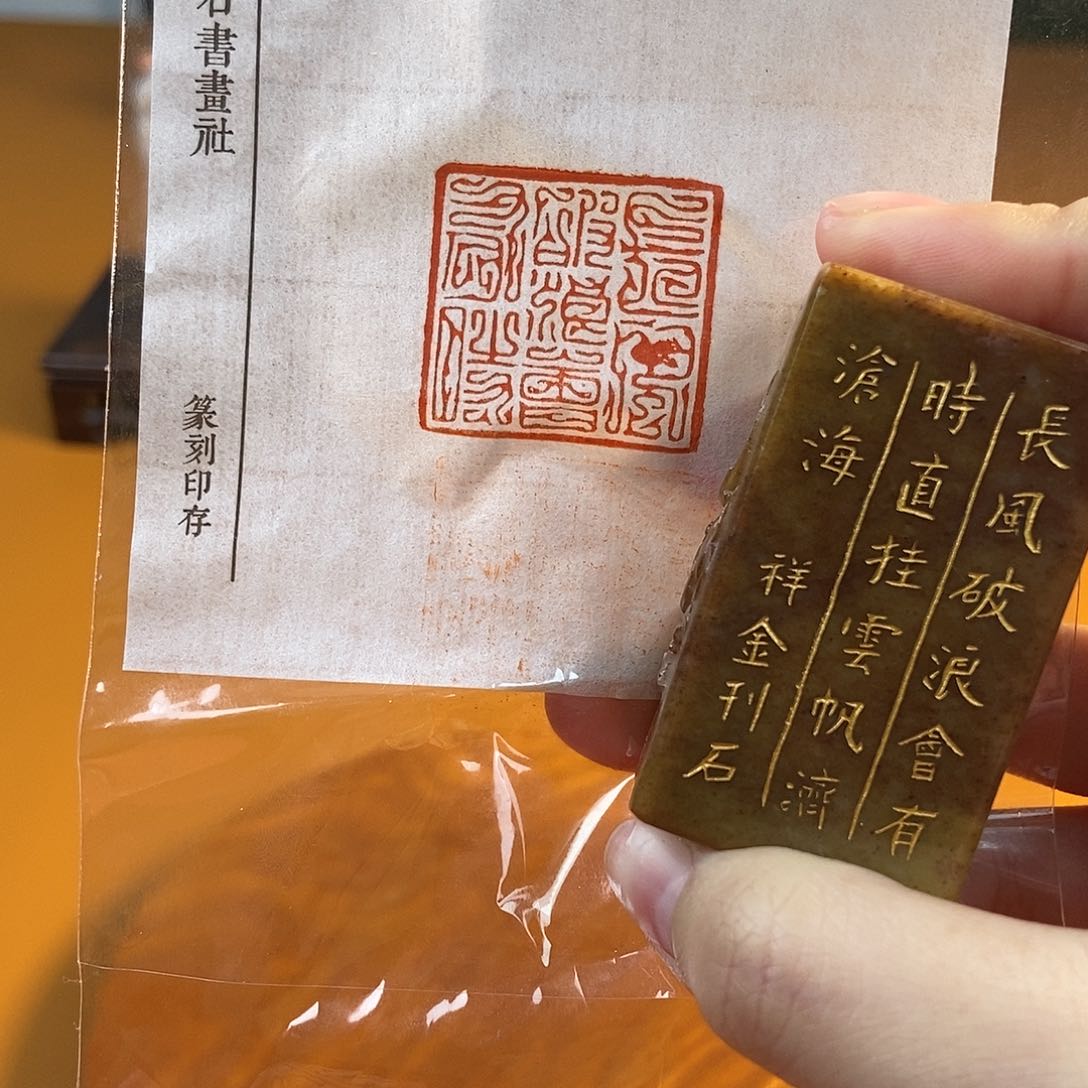 書畫社
篆刻印存
長風破浪會有
時直挂雲帆濟
滄海
祥金刊石